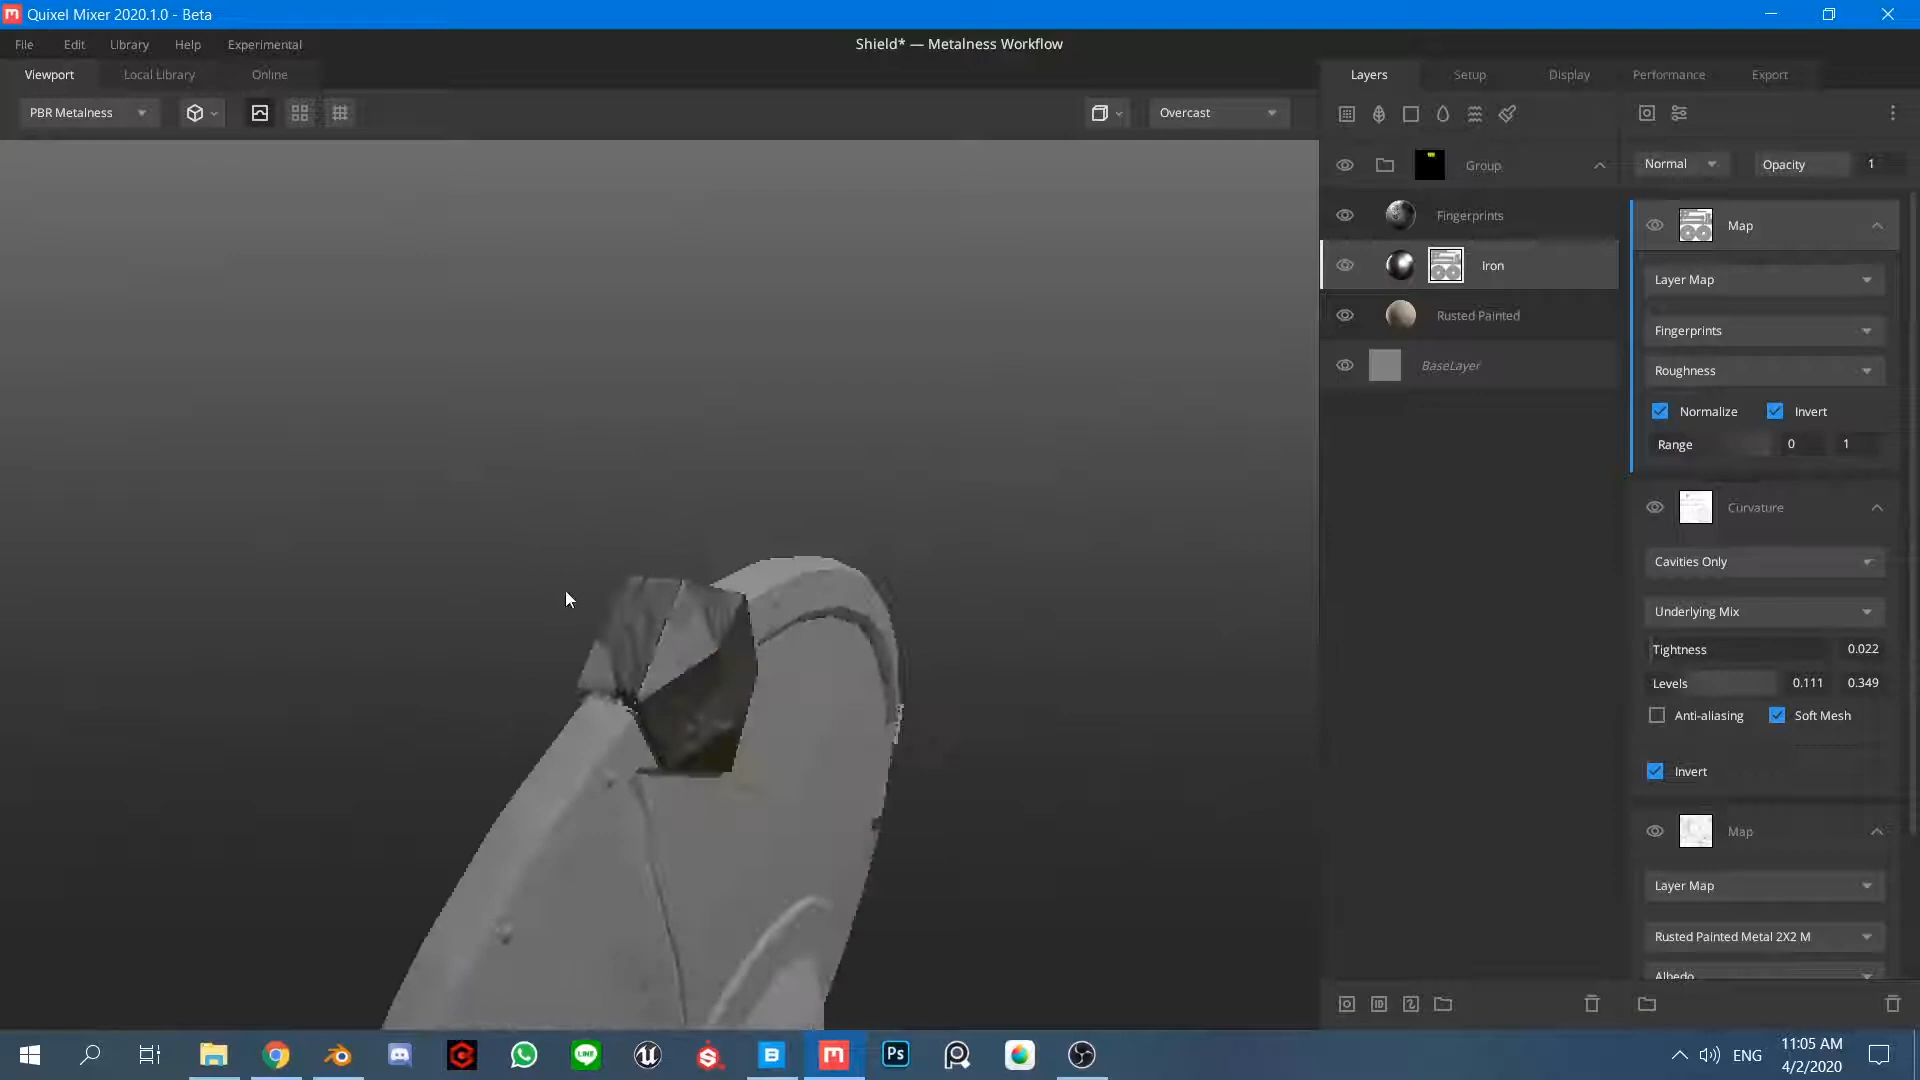 Quixel Mixer 2020.1.0 - Beta
File Edit Library Help Experimental
Shield* — Metalness Workflow
Viewport Local Library Online
Layers Setup Display Performance Export
PBR Metalness
Overcast
Group
Normal Opacity 1
Fingerprints
Map
Iron
Layer Map
Rusted Painted
Fingerprints
BaseLayer
Roughness
Normalize Invert
Range 0 1
Curvature
Cavities Only
Underlying Mix
Tightness 0.022
Levels 0.111 0.349
Anti-aliasing Soft Mesh
Invert
Map
Layer Map
Rusted Painted Metal 2X2 M
Albedo
ID
LINE
Ps
ENG
11:05 AM
4/2/2020